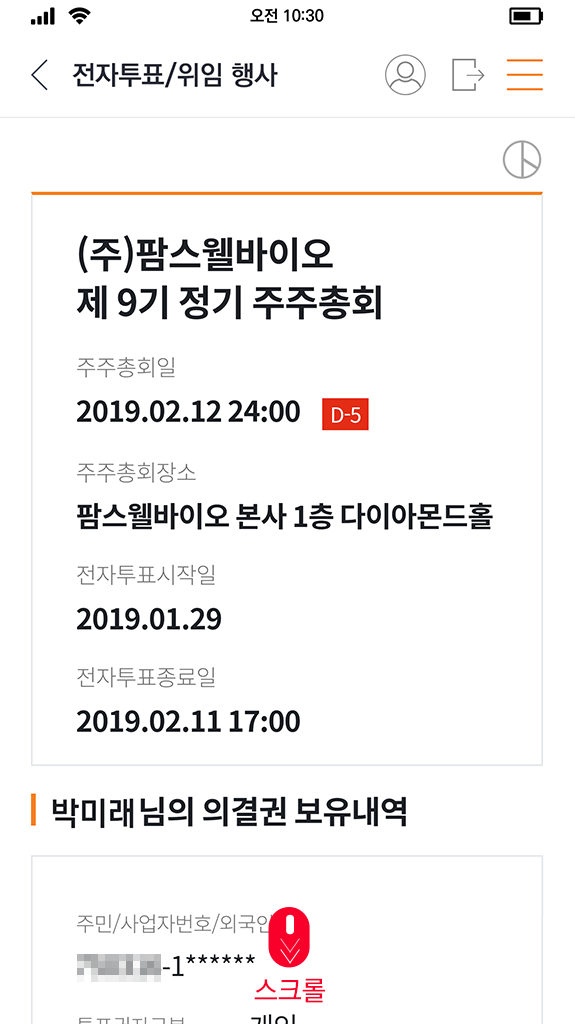 오전 10:30
전자투표/위임 행사
(주)팜스웰바이오
제 9기 정기 주주총회
주주총회일
2019.02.12 24:00 D-5
주주총회장소
팜스웰바이오 본사 1층 다이아몬드홀
전자투표시작일
2019.01.29
전자투표종료일
2019.02.11 17:00
박미래님의 의결권 보유내역
주민/사업자번호/외국인
-1******
스크롤